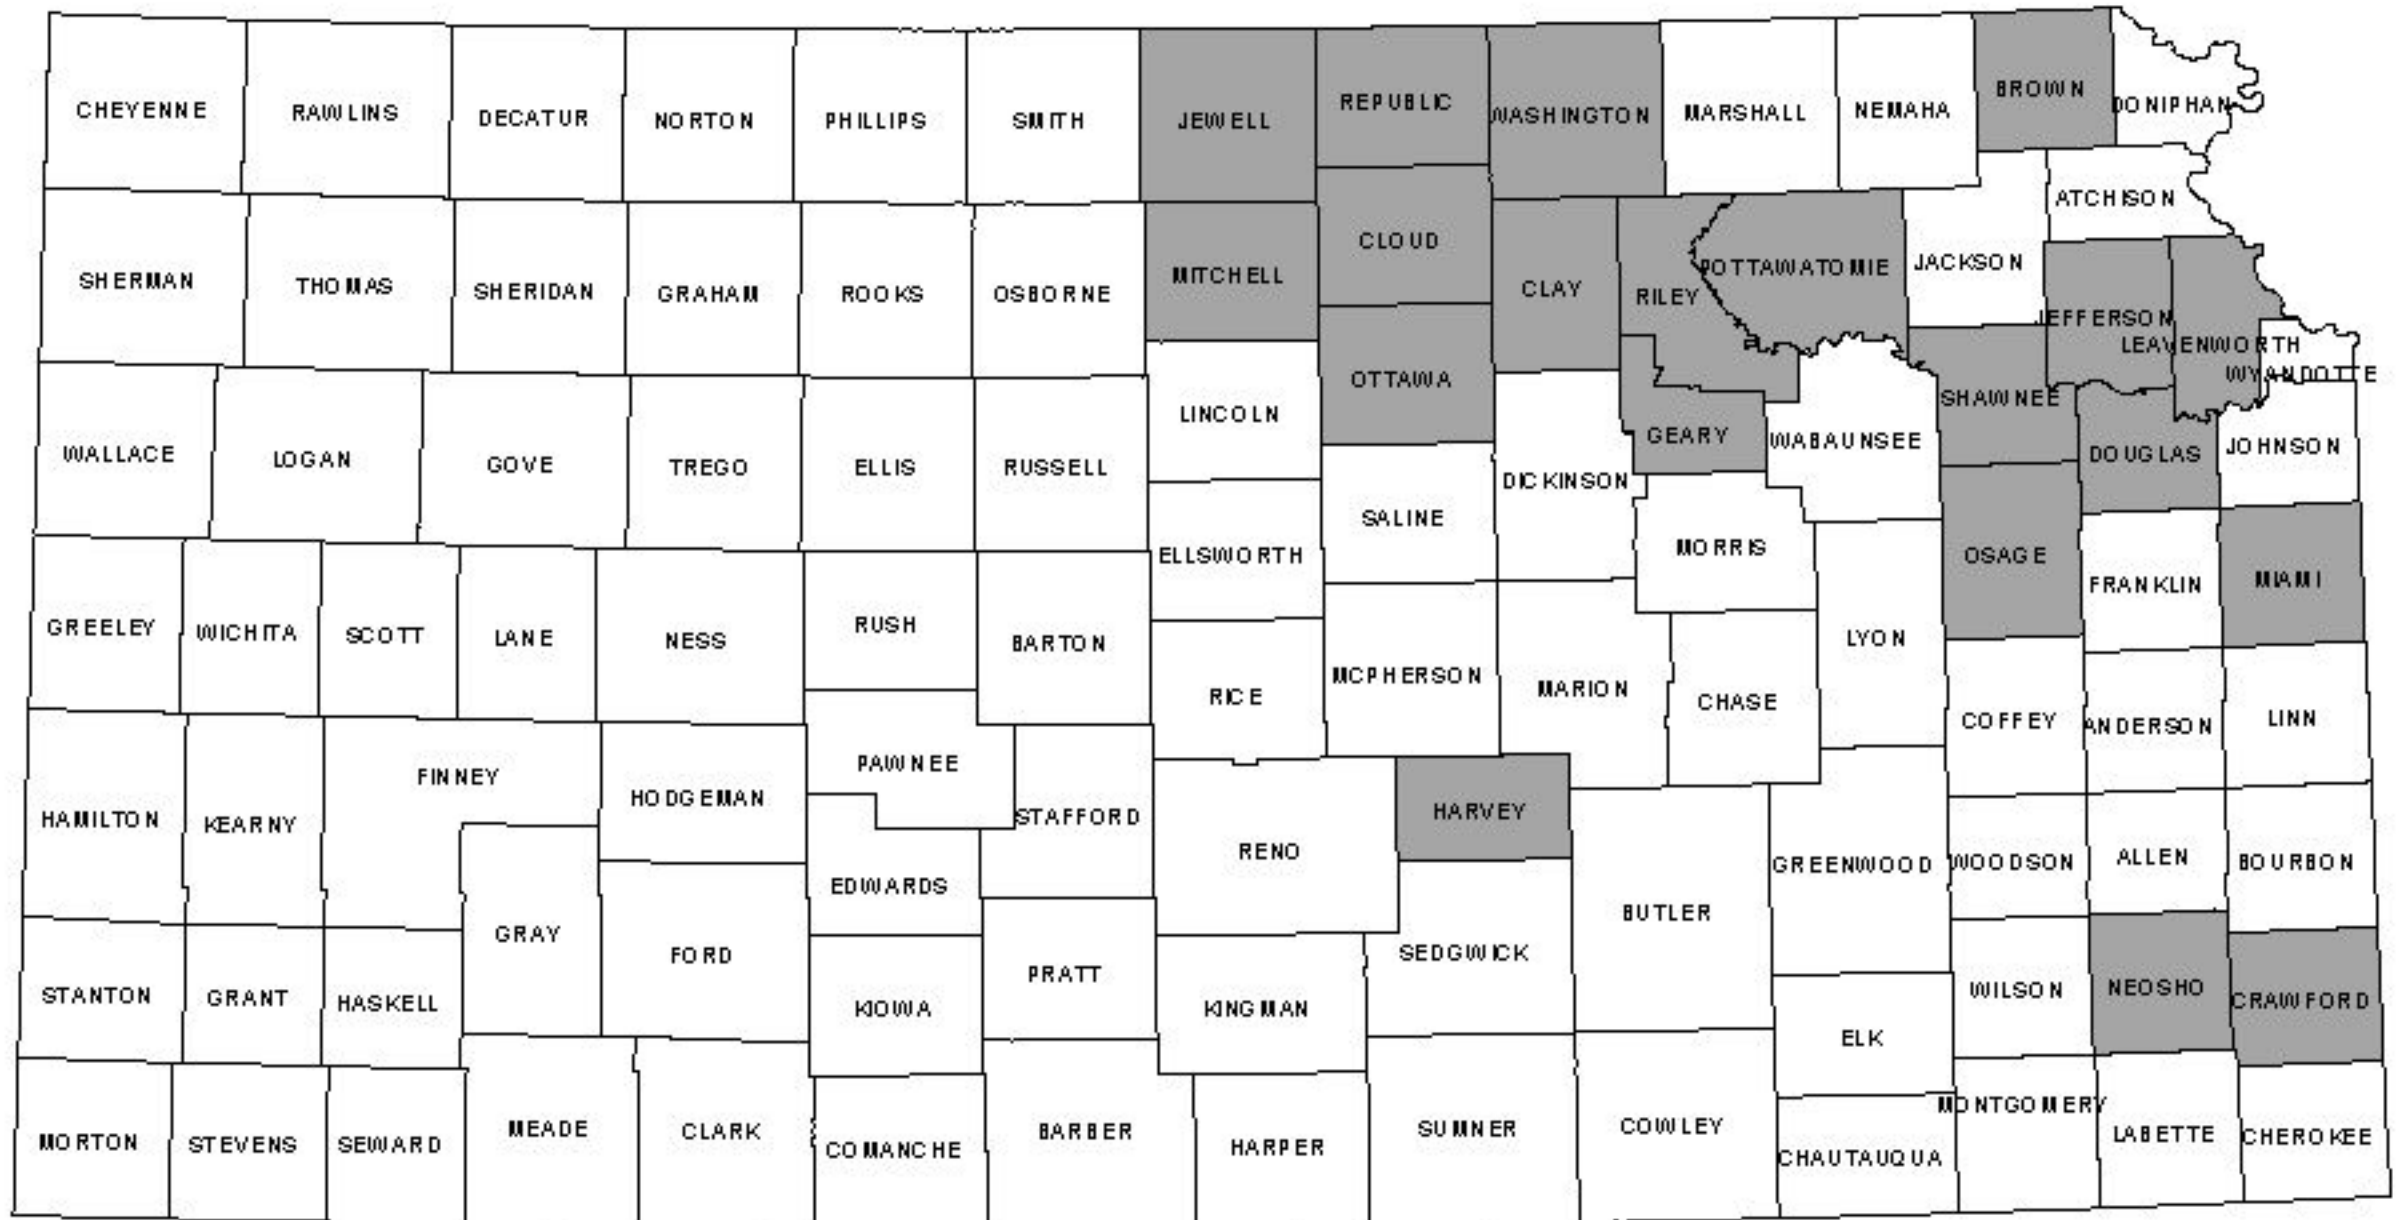 CHEYENNE
RAWLINS
DECATUR
NORTON
PHILLIPS
SMITH
JEWELL
REPUBLIC
WASHINGTON
MARSHALL
NEMAHA
BROWN
DONIPHAN
ATCHISON
SHERMAN
THOMAS
SHERIDAN
GRAHAM
ROOKS
OSBORNE
MITCHELL
CLOUD
CLAY
RILEY
POTTAWATOMIE
JACKSON
JEFFERSON
LEAVENWORTH
WYANDOTTE
WALLACE
LOGAN
GOVE
TREGO
ELLIS
RUSSELL
LINCOLN
OTTAWA
DICKINSON
GEARY
WABAUNSEE
SHAWNEE
DOUGLAS
JOHNSON
ELLSWORTH
SALINE
MORRIS
OSAGE
FRANKLIN
MIAMI
GREELEY
WICHITA
SCOTT
LANE
NESS
RUSH
BARTON
RICE
MCPHERSON
MARION
CHASE
LYON
COFFEY
ANDERSON
LINN
HAMILTON
KEARNY
FINNEY
HODGEMAN
PAWNEE
STAFFORD
RENO
HARVEY
GREENWOOD
WOODSON
ALLEN
BOURBON
GRAY
FORD
EDWARDS
PRATT
SEDGWICK
BUTLER
STANTON
GRANT
HASKELL
KIOWA
KINGMAN
ELK
WILSON
NEOSHO
CRAWFORD
MORTON
STEVENS
SEWARD
MEADE
CLARK
COMANCHE
BARBER
HARPER
SUMNER
COWLEY
CHAUTAUQUA
MONTGOMERY
LABETTE
CHEROKEE